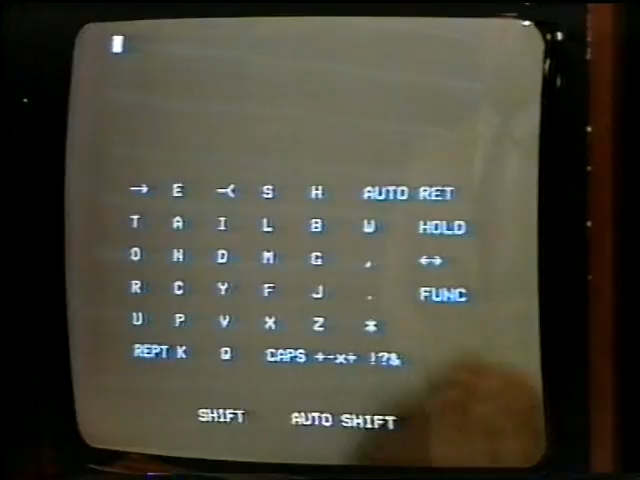 → E -< S H AUTO RET
T A I L B W HOLD
O N D M G , ↔
R C Y F J . FUNC
U P V X Z *
REPT K Q CAPS +-x÷ !?&
SHIFT AUTO SHIFT